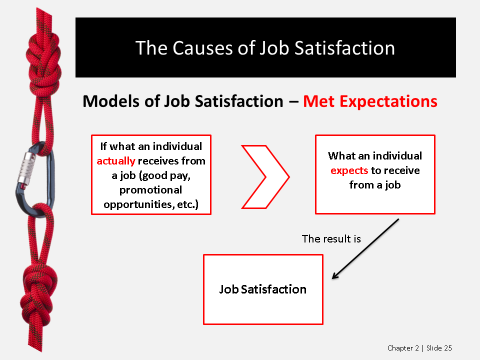 The Causes of Job Satisfaction
Models of Job Satisfaction – Met Expectations
If what an individual
actually receives from
a job (good pay,
promotional
opportunities, etc.)
What an individual
expects to receive
from a job
The result is
Job Satisfaction
Chapter 2 | Slide 25